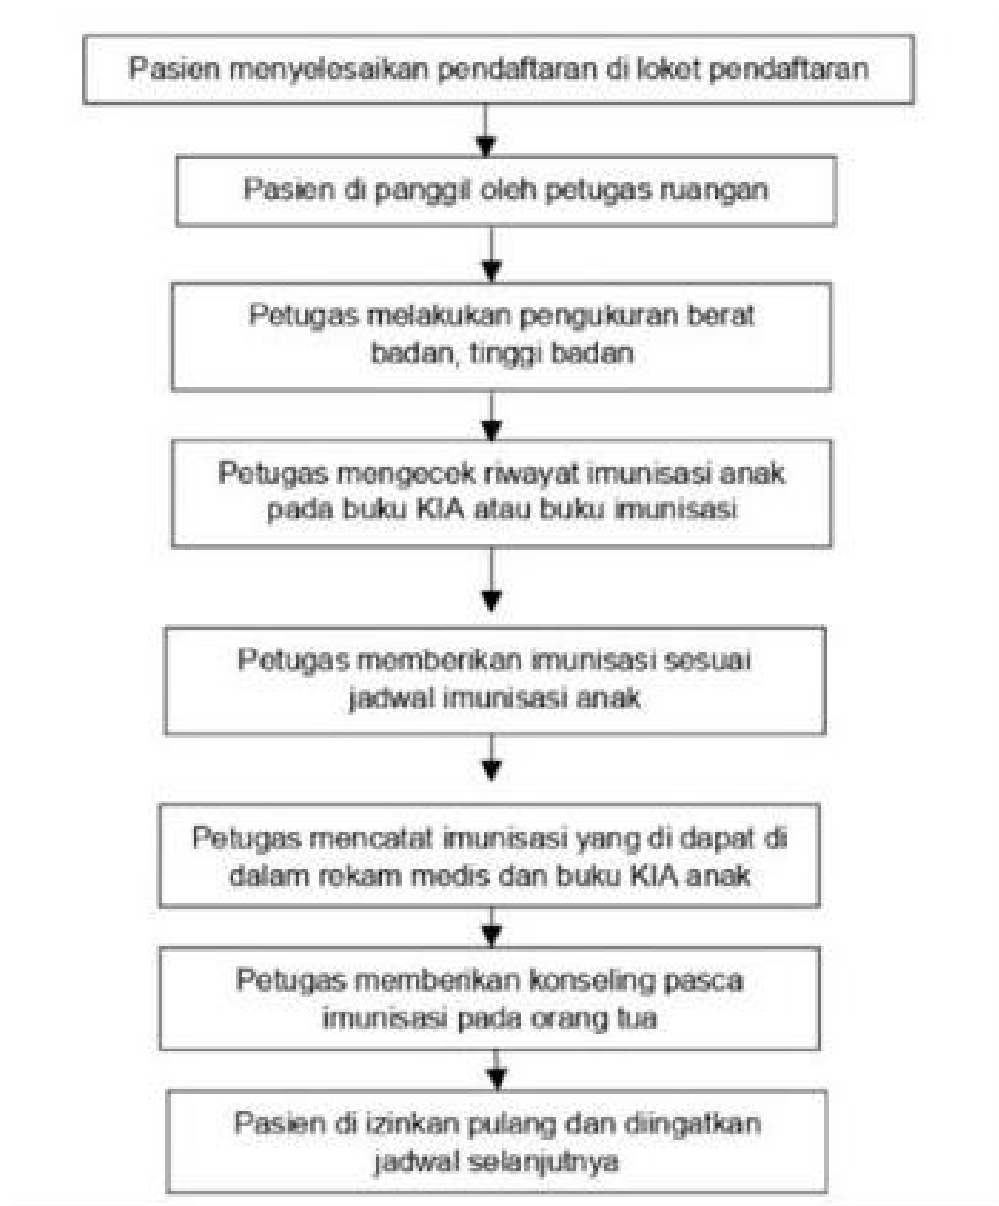 Pasien menyelesaikan pendaftaran di loket pendaftaran
Pasien di panggil oleh petugas ruangan
Petugas melakukan pengukuran berat
badan, tinggi badan
Petugas mengecek riwayat imunisasi anak
pada buku KIA atau buku imunisasi
Petugas memberikan imunisasi sesuai
jadwal imunisasi anak
Petugas mencatat imunisasi yang di dapat di
dalam rekam medis dan buku KIA anak
Petugas memberikan konseling pasca
imunisasi pada orang tua
Pasien di izinkan pulang dan diingatkan
jadwal selanjutnya